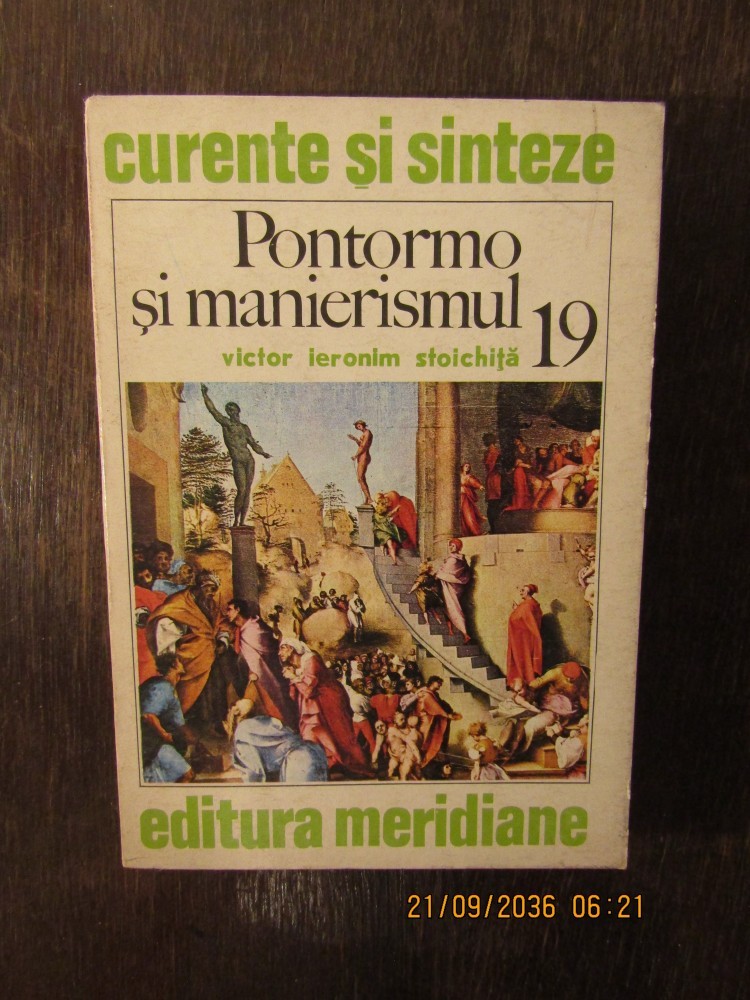 curente și sinteze
Pontormo
și manierismul 19
victor ieronim stoichiță
editura meridiane
21/09/2036 06:21